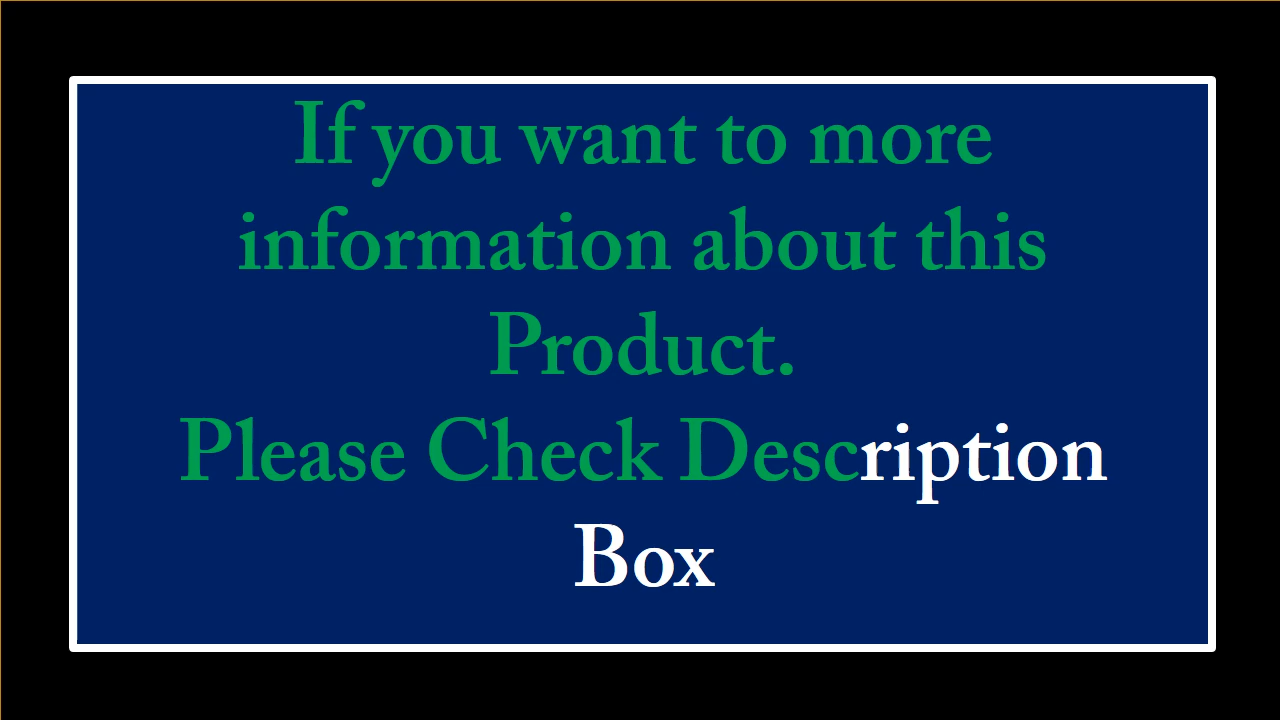 If you want to more
information about this
Product.
Please Check Description
Box